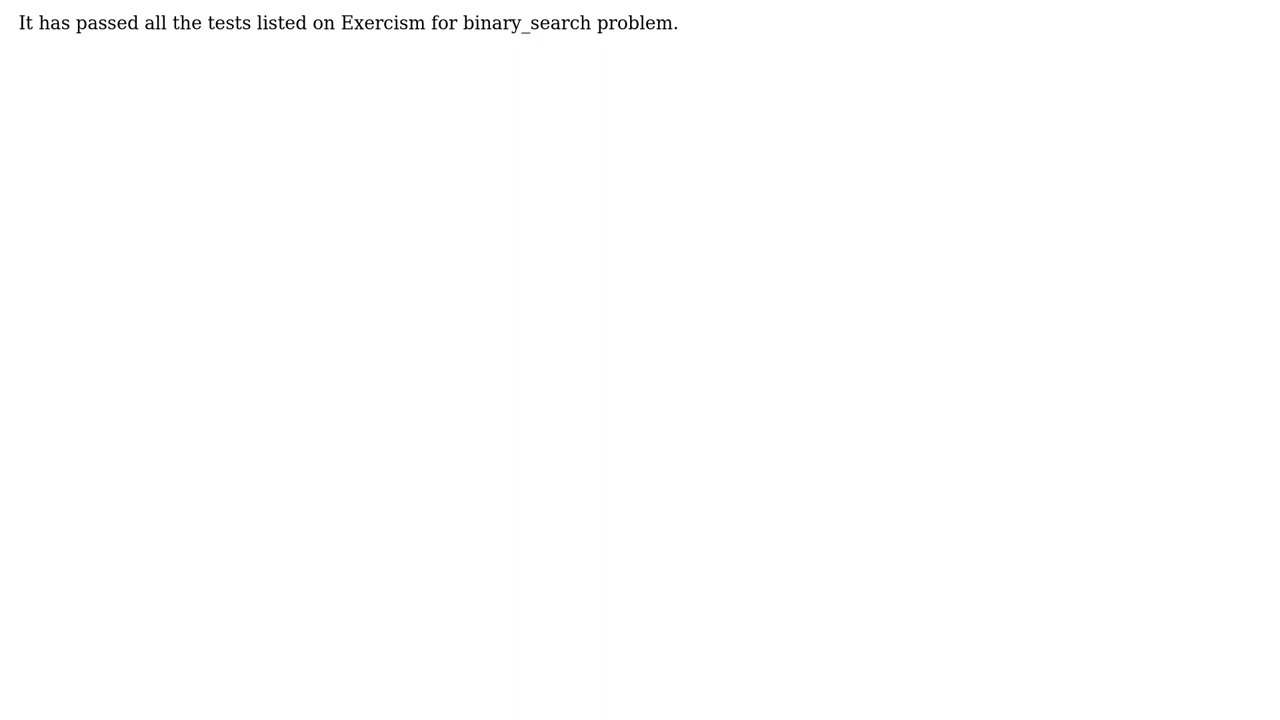 It has passed all the tests listed on Exercism for binary_search problem.